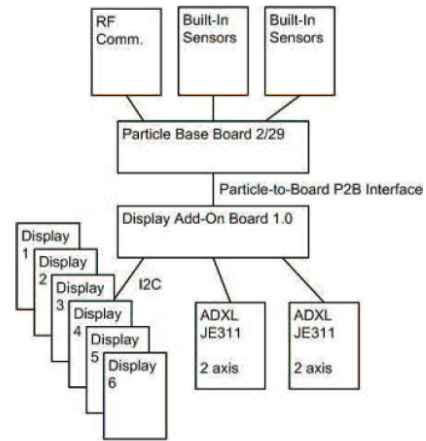 RF
Comm.
Built-In
Sensors
Built-In
Sensors
Particle Base Board 2/29
Particle-to-Board P2B Interface
Display Add-On Board 1.0
Display
1
Display
2
Display
3
Display
4
Display
5
Display
6
I2C
ADXL
JE311
2 axis
ADXL
JE311
2 axis